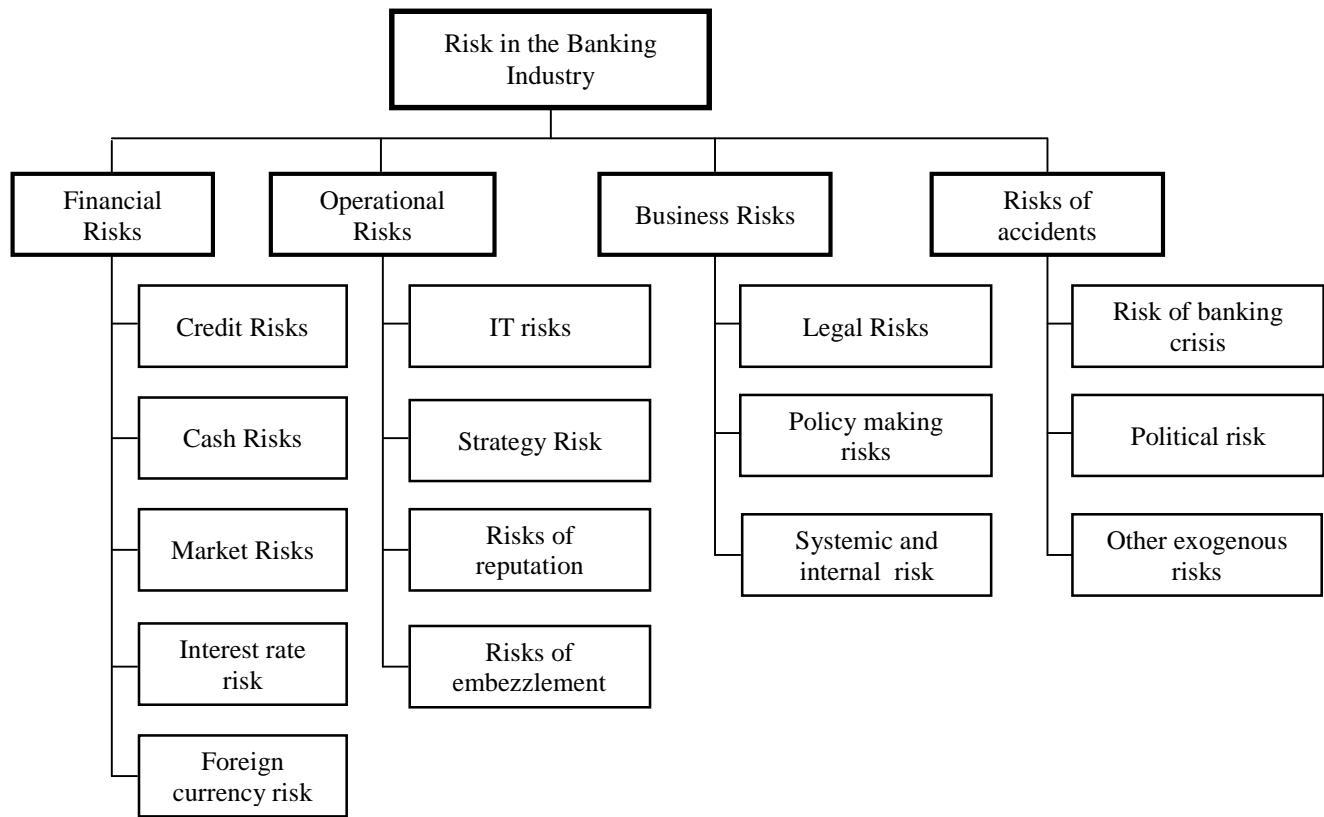 Risk in the Banking
Industry
Financial
Risks
Operational
Risks
Business Risks
Risks of
accidents
Credit Risks
Cash Risks
Market Risks
Interest rate
risk
Foreign
currency risk
IT risks
Strategy Risk
Risks of
reputation
Risks of
embezzlement
Legal Risks
Policy making
risks
Systemic and
internal risk
Risk of banking
crisis
Political risk
Other exogenous
risks